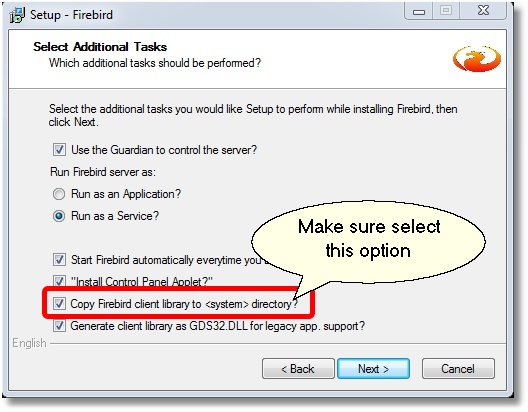 Setup - Firebird
Select Additional Tasks
Which additional tasks should be performed?
Select the additional tasks you would like Setup to perform while installing Firebird, then
click Next.
Use the Guardian to control the server?
Run Firebird server as:
Run as an Application?
Run as a Service?
Make sure select
this option
Start Firebird automatically everytime you
"Install Control Panel Applet?"
Copy Firebird client library to <system> directory?
Generate client library as GDS32.DLL for legacy app. support?
English
< Back
Next >
Cancel